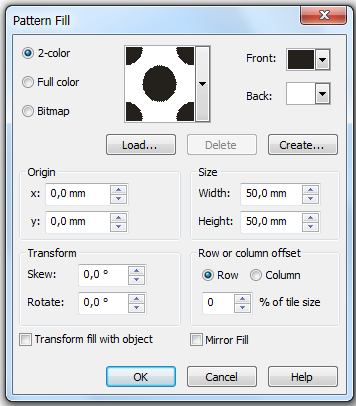 Pattern Fill
2-color
Front:
Full color
Back:
Bitmap
Load... Delete Create...
Origin
x: 0,0 mm
y: 0,0 mm
Size
Width: 50,0 mm
Height: 50,0 mm
Transform
Skew: 0,0 °
Rotate: 0,0 °
Row or column offset
Row Column
0 % of tile size
Transform fill with object
Mirror Fill
OK Cancel Help